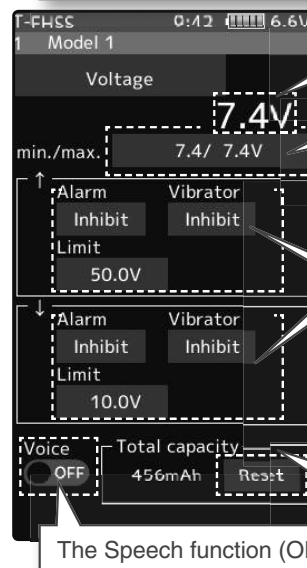 T-FHSS 0:42 6.6V
1 Model 1
Voltage
7.4V
min./max. 7.4/ 7.4V
↑
Alarm Vibrator
Inhibit Inhibit
Limit
50.0V
↓
Alarm Vibrator
Inhibit Inhibit
Limit
10.0V
Voice Total capacity
OFF 456mAh Reset
The Speech function